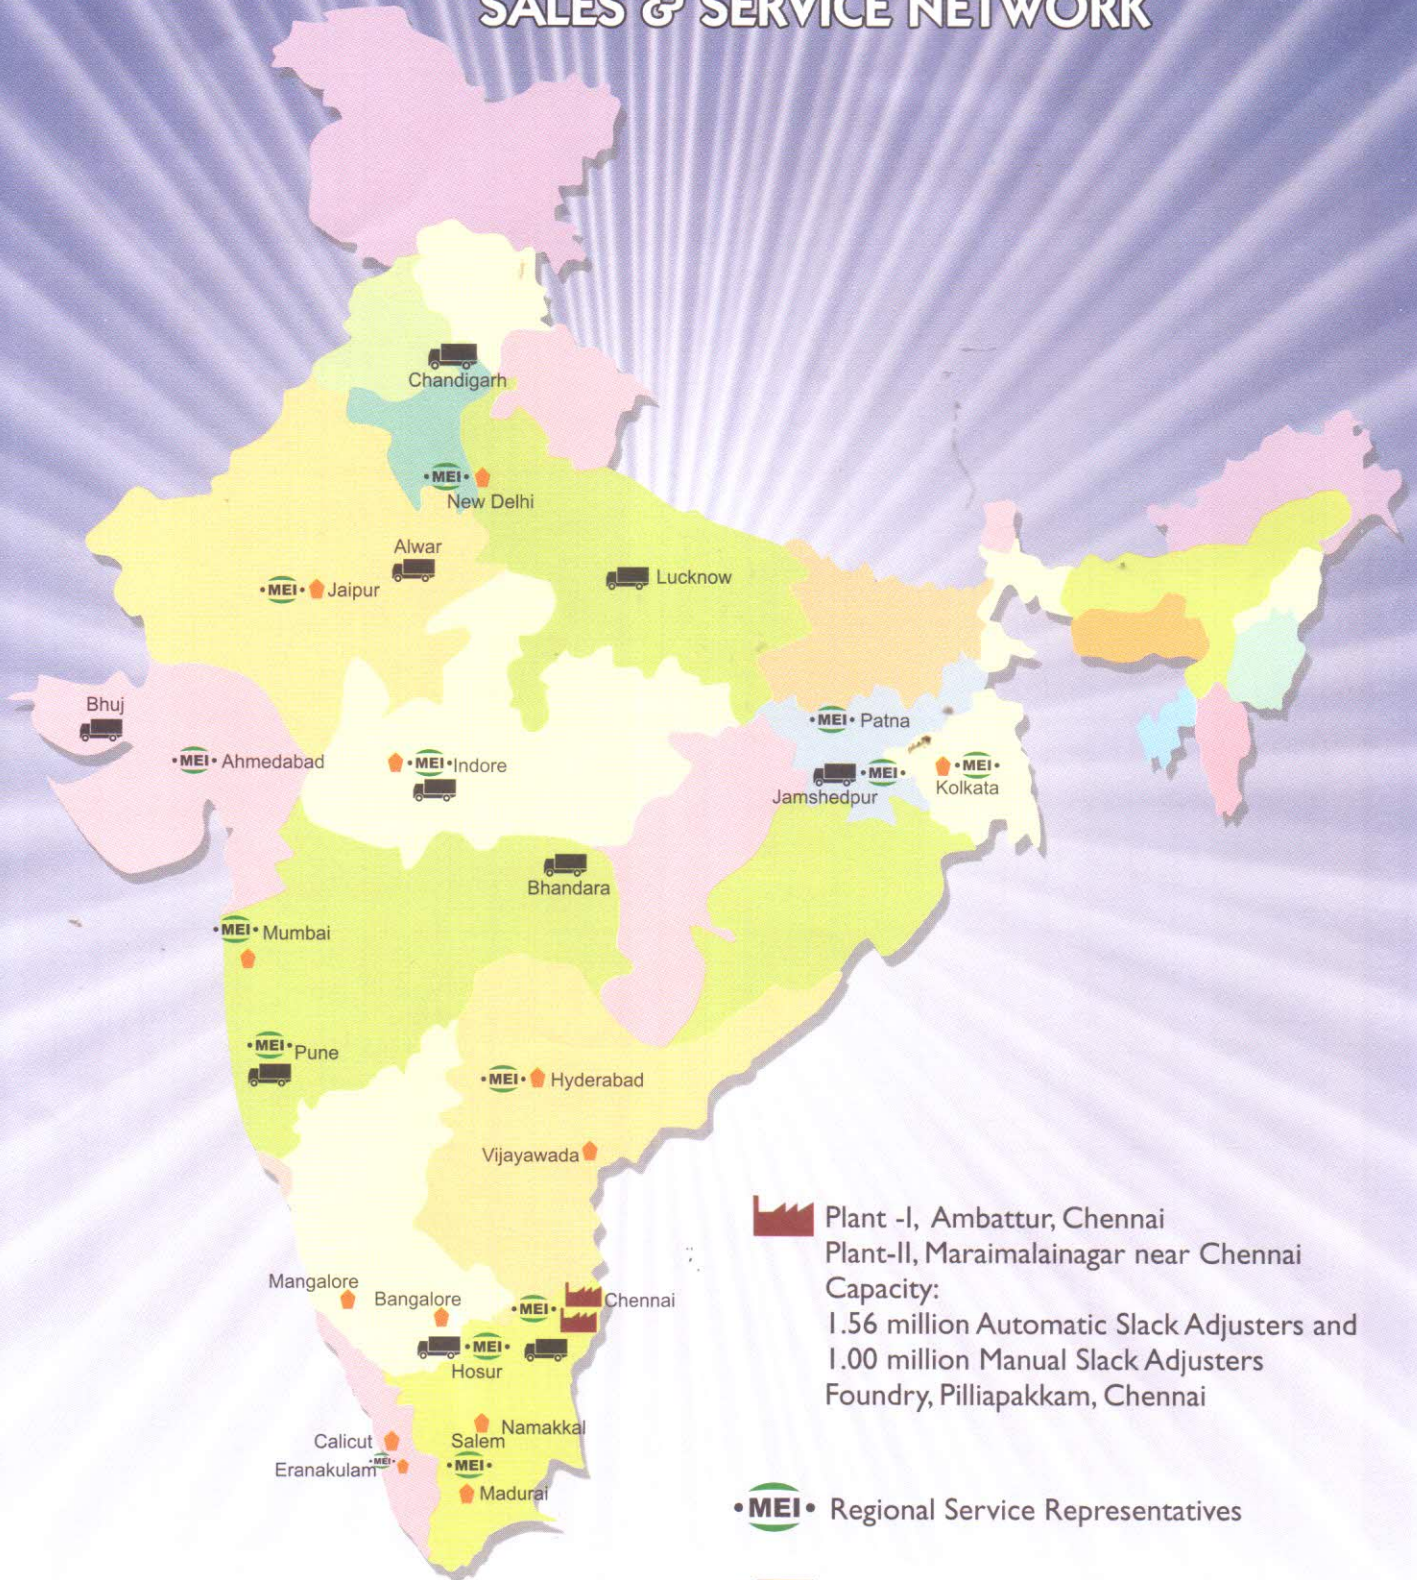 SALES & SERVICE NETWORK
Chandigarh
MEI
New Delhi
Alwar
MEI Jaipur
Lucknow
Bhuj
MEI Ahmedabad
MEI Indore
MEI Patna
MEI
Jamshedpur
MEI
Kolkata
Bhandara
MEI Mumbai
MEI Pune
MEI Hyderabad
Vijayawada
Mangalore
Bangalore
MEI Chennai
MEI
Hosur
Namakkal
Calicut
Salem
Eranakulam MEI
MEI
Madurai
Plant -I, Ambattur, Chennai
Plant-II, Maraimalainagar near Chennai
Capacity:
1.56 million Automatic Slack Adjusters and
1.00 million Manual Slack Adjusters
Foundry, Pilliapakkam, Chennai
MEI Regional Service Representatives